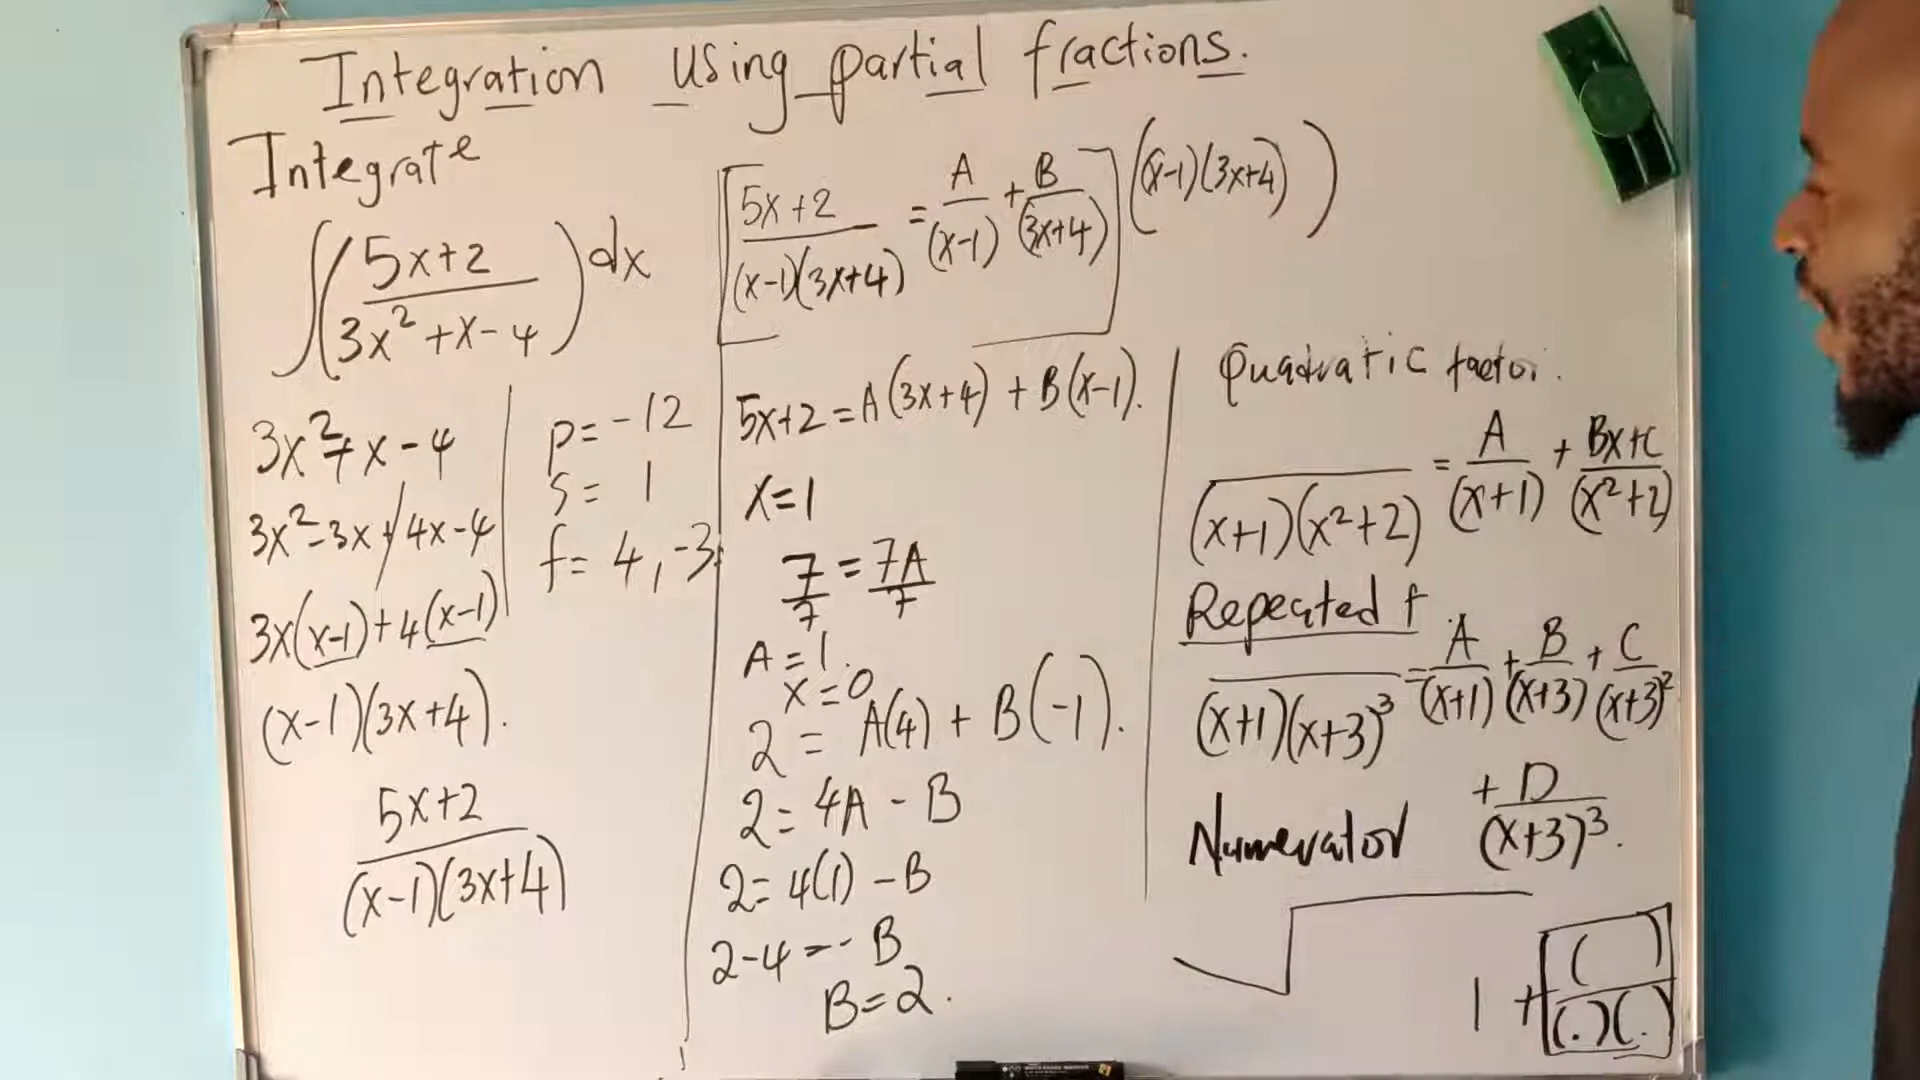 Integration using partial fractions.
Integrate
∫(5x+2 / 3x²+x-4) dx
3x²+x-4
3x²-3x+4x-4
3x(x-1)+4(x-1)
(x-1)(3x+4).
5x+2 / (x-1)(3x+4)
p=-12
s= 1
f= 4, -3
[5x+2 / (x-1)(3x+4) = A/(x-1) + B/(3x+4)] ((x-1)(3x+4))
5x+2 = A(3x+4) + B(x-1).
x=1
7/7 = 7A/7
A=1.
x=0
2 = A(4) + B(-1).
2= 4A - B
2= 4(1) - B
2-4 = - B
B=2.
Quadratic factor.
/(x+1)(x²+2) = A/(x+1) + Bx+C/(x²+2)
Repeated f
/(x+1)(x+3)³ = A/(x+1) + B/(x+3) + C/(x+3)²
+ D/(x+3)³.
Numerator
1 + ( )/(.)(.)